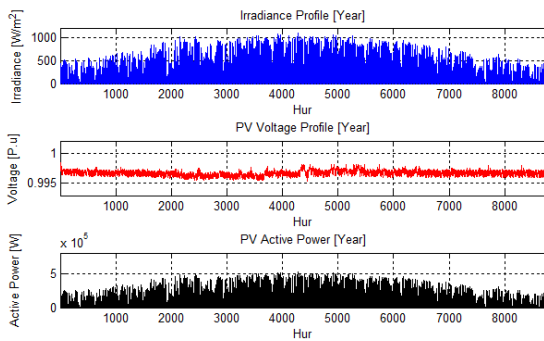 Irradiance Profile [Year]
Irradiance [W/m²]
1000
500
0
1000 2000 3000 4000 5000 6000 7000 8000
Hur
PV Voltage Profile [Year]
Voltage [P.u]
1
0.995
1000 2000 3000 4000 5000 6000 7000 8000
Hur
PV Active Power [Year]
Active Power [W]
x 10⁵
5
0
1000 2000 3000 4000 5000 6000 7000 8000
Hur